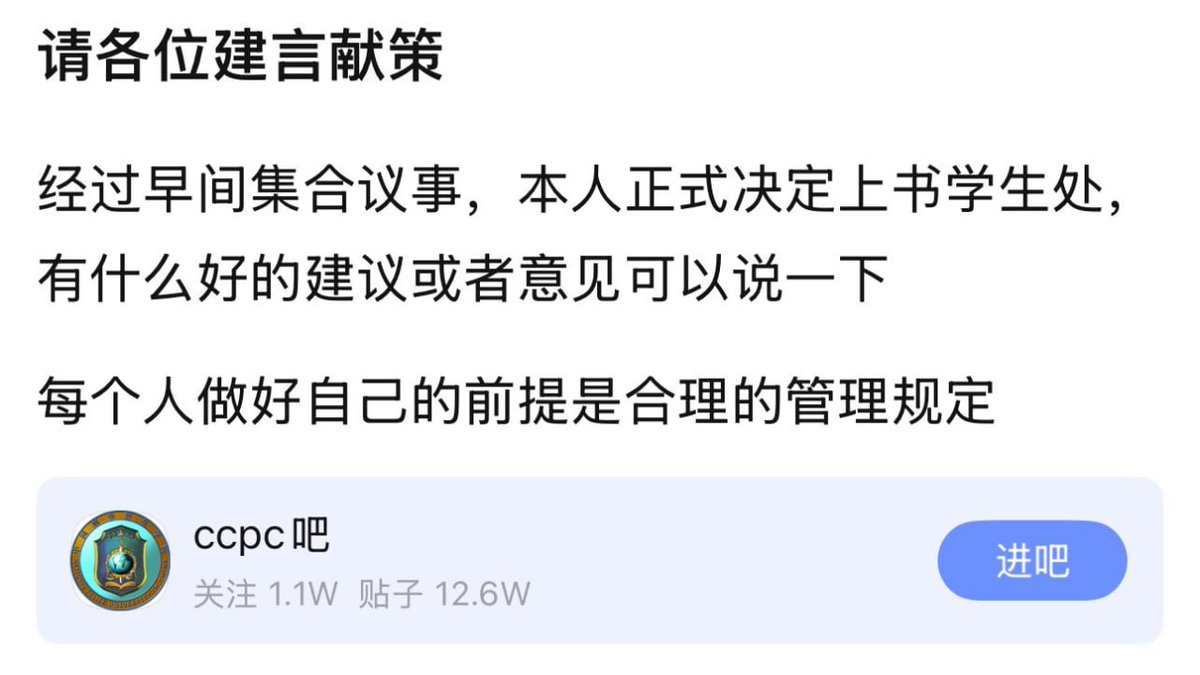 请各位建言献策
经过早间集合议事，本人正式决定上书学生处，
有什么好的建议或者意见可以说一下
每个人做好自己的前提是合理的管理规定
ccpc吧
关注 1.1W 贴子 12.6W
进吧